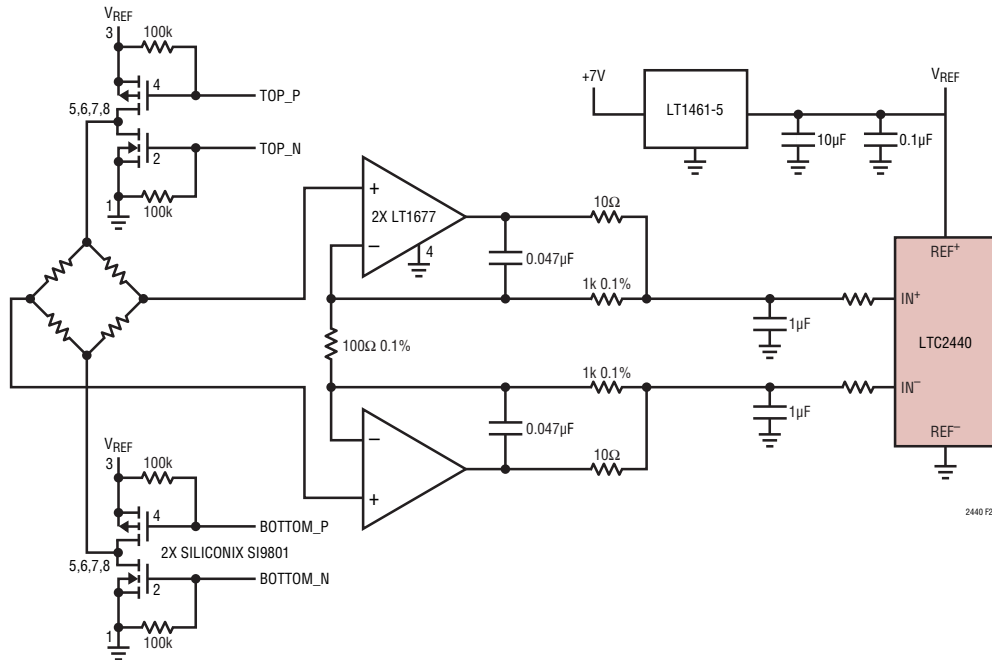 VREF
3
100k
4
TOP_P
5,6,7,8
TOP_N
2
1
100k
+7V
LT1461-5
VREF
10µF
0.1µF
+
2X LT1677
−
4
10Ω
0.047µF
1k 0.1%
REF+
IN+
1µF
LTC2440
100Ω 0.1%
1k 0.1%
IN−
1µF
−
0.047µF
REF−
10Ω
+
VREF
3
100k
4
BOTTOM_P
2X SILICONIX SI9801
5,6,7,8
BOTTOM_N
2
1
100k